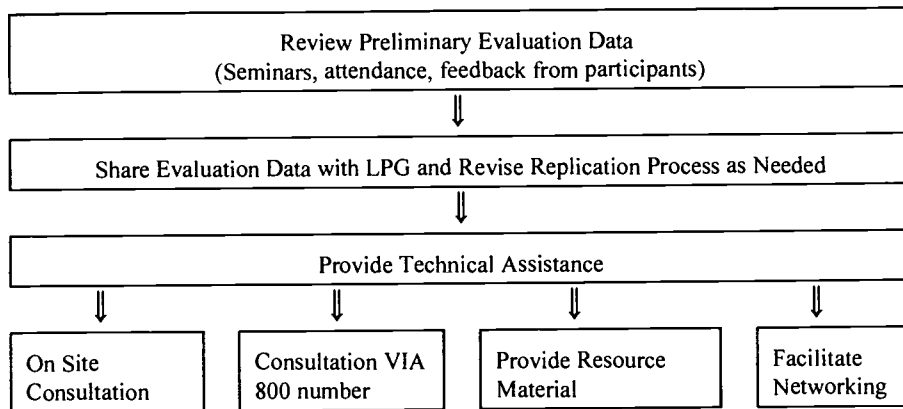 Review Preliminary Evaluation Data
(Seminars, attendance, feedback from participants)
Share Evaluation Data with LPG and Revise Replication Process as Needed
Provide Technical Assistance
On Site
Consultation
Consultation VIA
800 number
Provide Resource
Material
Facilitate
Networking